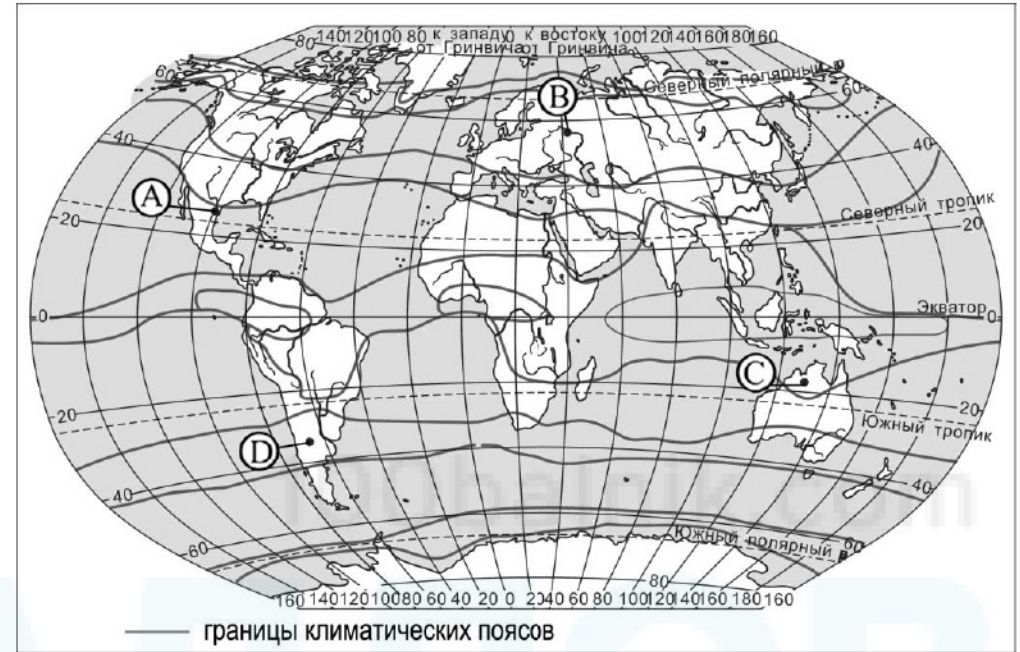 80 140 120 100 80 к западу 0 к востоку 100 120 140 160 180 160
от Гринвича от Гринвича
60 Северный полярный 60
B
40 40
A
20 Северный тропик 20
Экватор
0 0
C
20 20
Южный тропик
D
100balnik.com
40 40
60 Южный полярный 60
80
160 140 120 100 80 60 40 20 0 20 40 60 80 100 120 140 160 180 160
границы климатических поясов